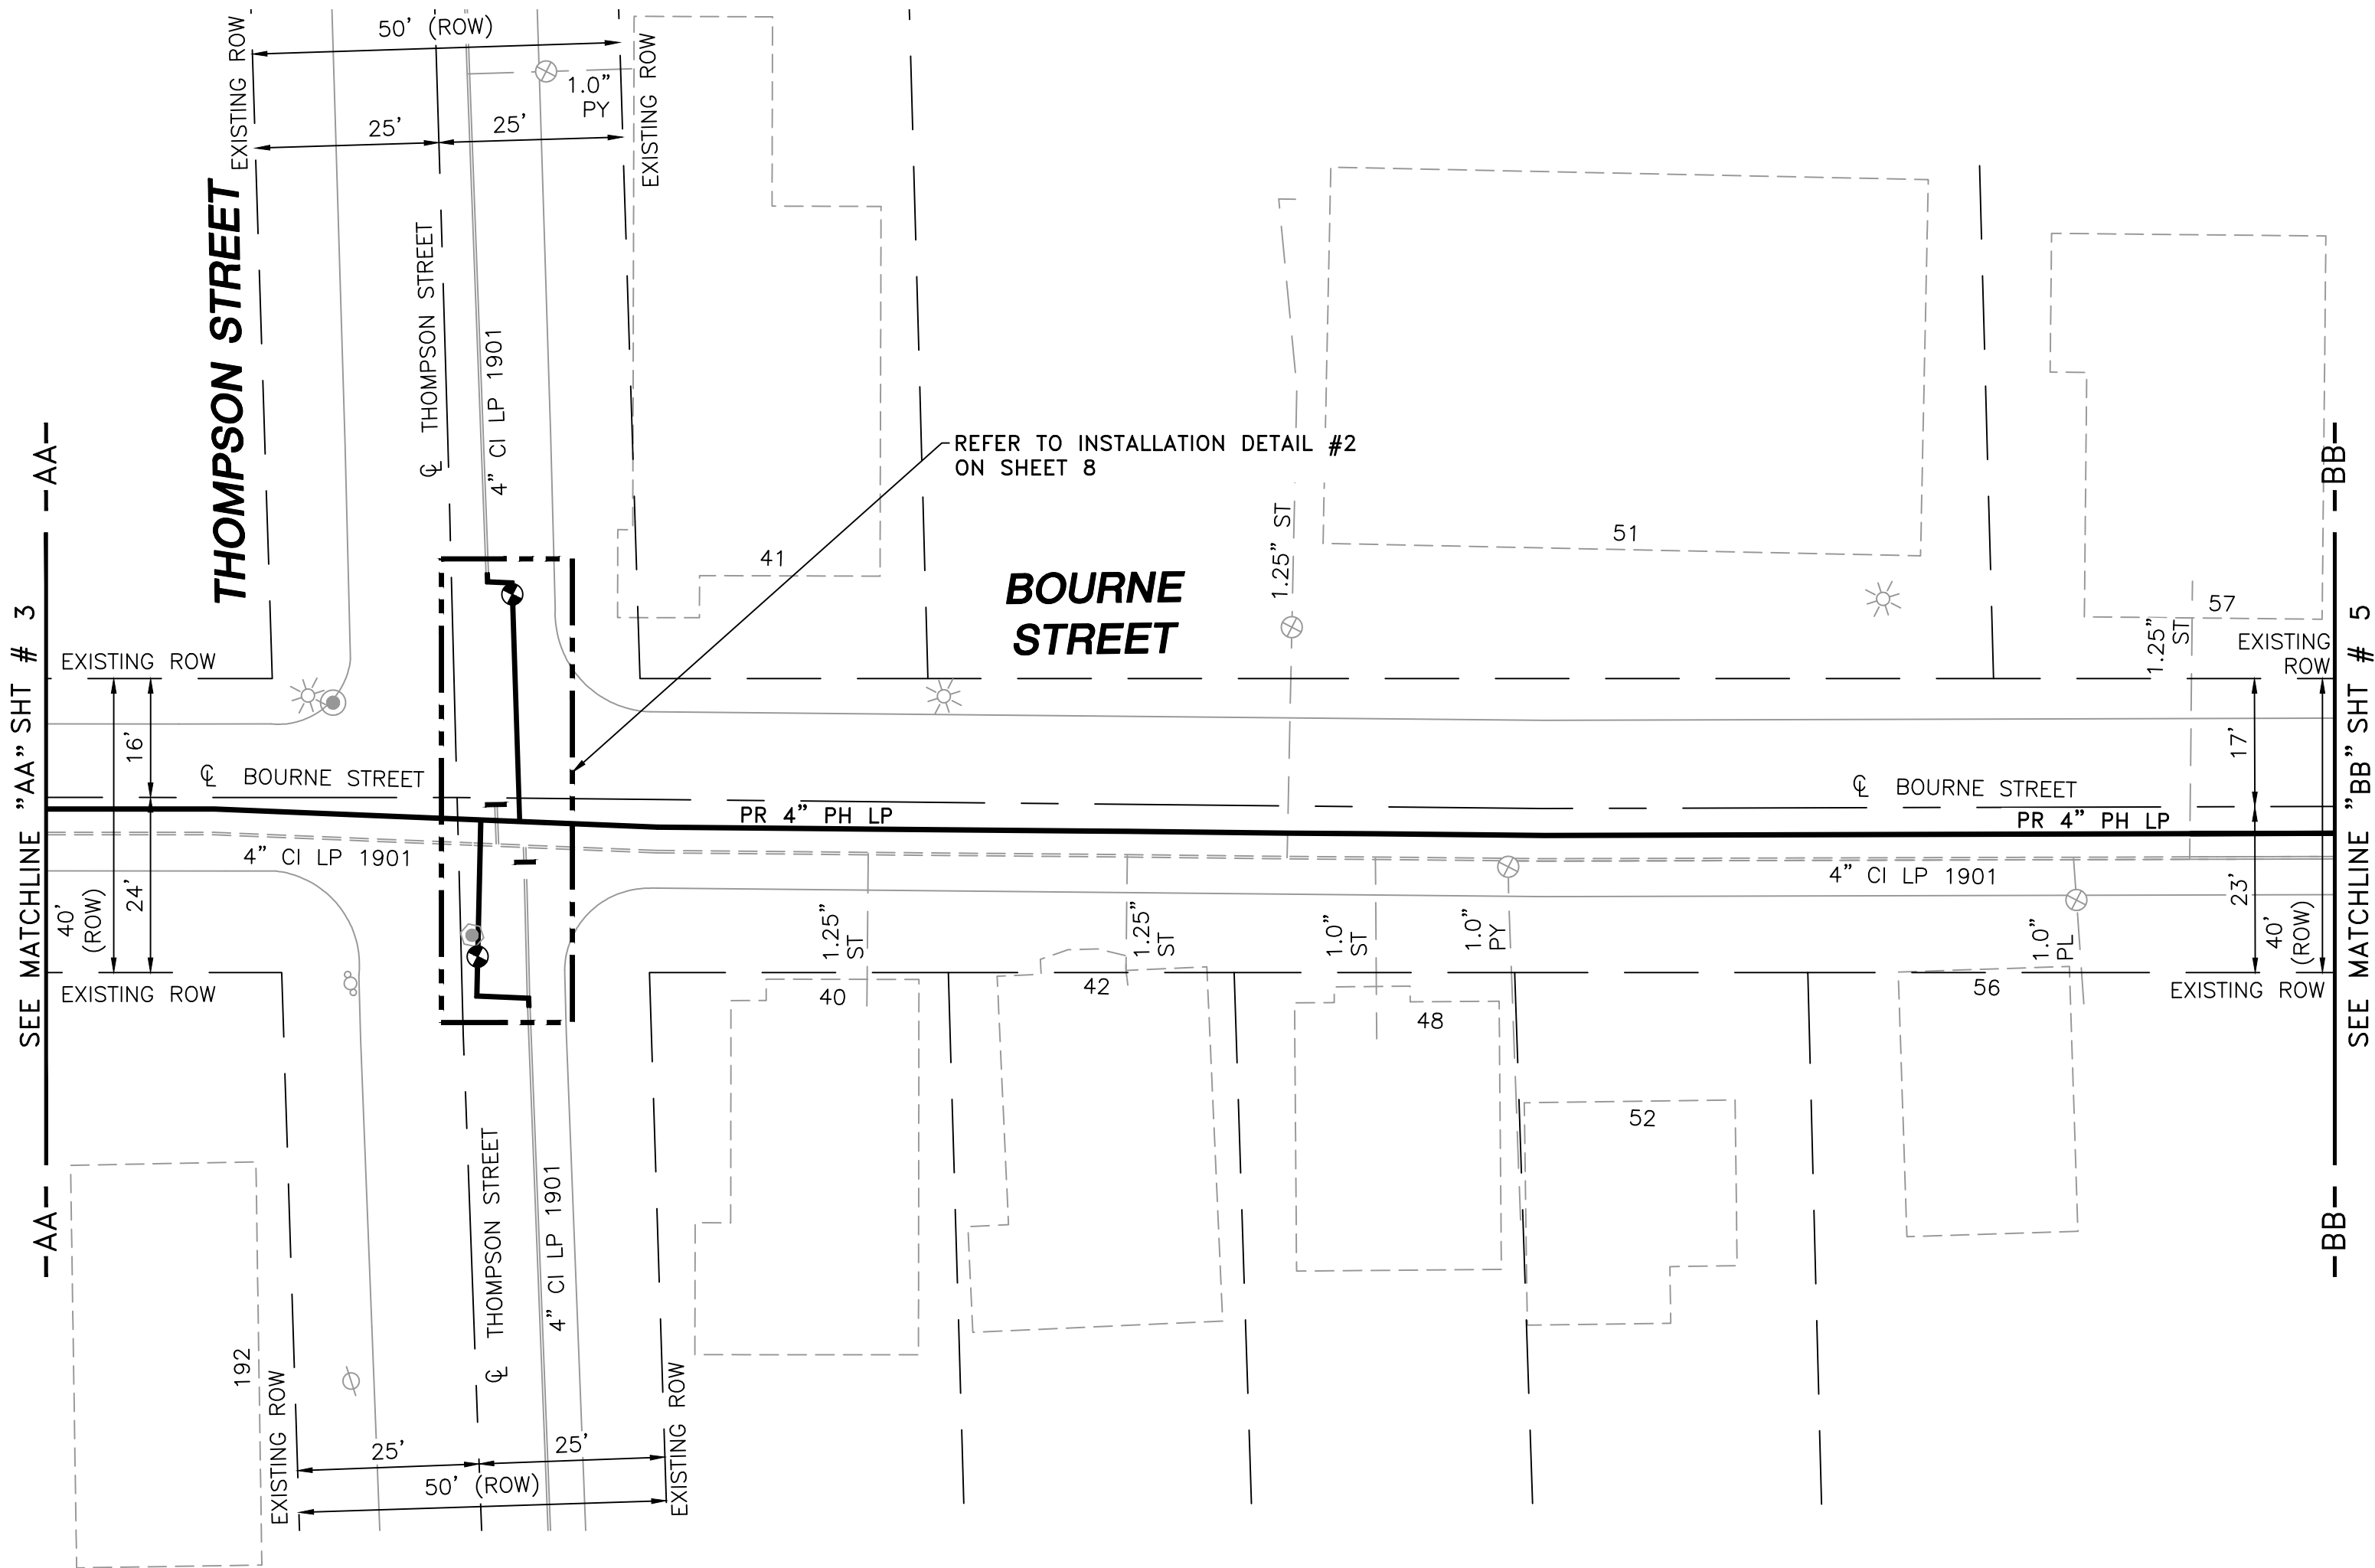 50' (ROW)
EXISTING ROW
EXISTING ROW
1.0"
PY
25'
25'
THOMPSON STREET
℄ THOMPSON STREET
4" CI LP 1901
REFER TO INSTALLATION DETAIL #2
ON SHEET 8
41
BOURNE
STREET
1.25" ST
51
57
1.25"
ST
EXISTING
ROW
-AA-
-BB-
SEE MATCHLINE "AA" SHT # 3
SEE MATCHLINE "BB" SHT # 5
EXISTING ROW
16'
17'
℄ BOURNE STREET
℄ BOURNE STREET
PR 4" PH LP
PR 4" PH LP
4" CI LP 1901
4" CI LP 1901
24'
23'
40'
(ROW)
40'
(ROW)
1.25"
ST
1.25"
ST
1.0"
ST
1.0"
PY
1.0"
PL
EXISTING ROW
EXISTING ROW
40
42
48
56
52
-AA-
-BB-
℄ THOMPSON STREET
4" CI LP 1901
192
EXISTING ROW
EXISTING ROW
25'
25'
50' (ROW)